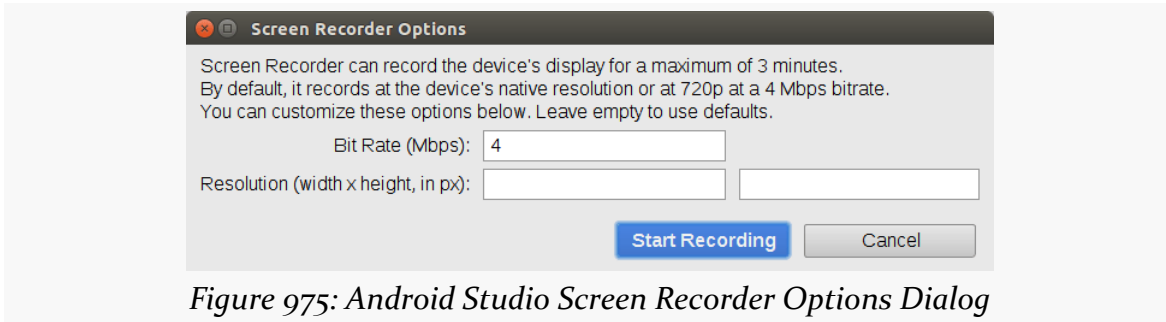 Screen Recorder Options
Screen Recorder can record the device's display for a maximum of 3 minutes.
By default, it records at the device's native resolution or at 720p at a 4 Mbps bitrate.
You can customize these options below. Leave empty to use defaults.
Bit Rate (Mbps): 4
Resolution (width x height, in px):
Start Recording Cancel
Figure 975: Android Studio Screen Recorder Options Dialog